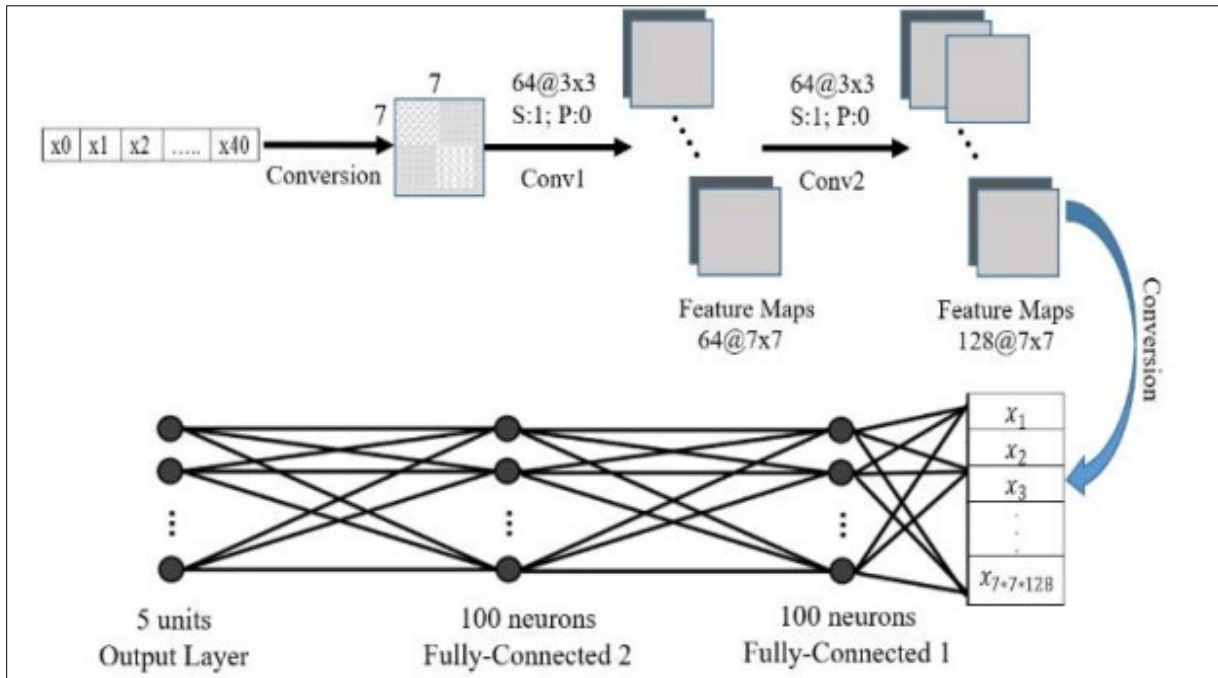 x0 x1 x2 ..... x40
Conversion
7
7
64@3x3
S:1; P:0
Conv1
64@3x3
S:1; P:0
Conv2
Feature Maps
64@7x7
Feature Maps
128@7x7
Conversion
x₁
x₂
x₃
x₇*₇*₁₂₈
5 units
Output Layer
100 neurons
Fully-Connected 2
100 neurons
Fully-Connected 1